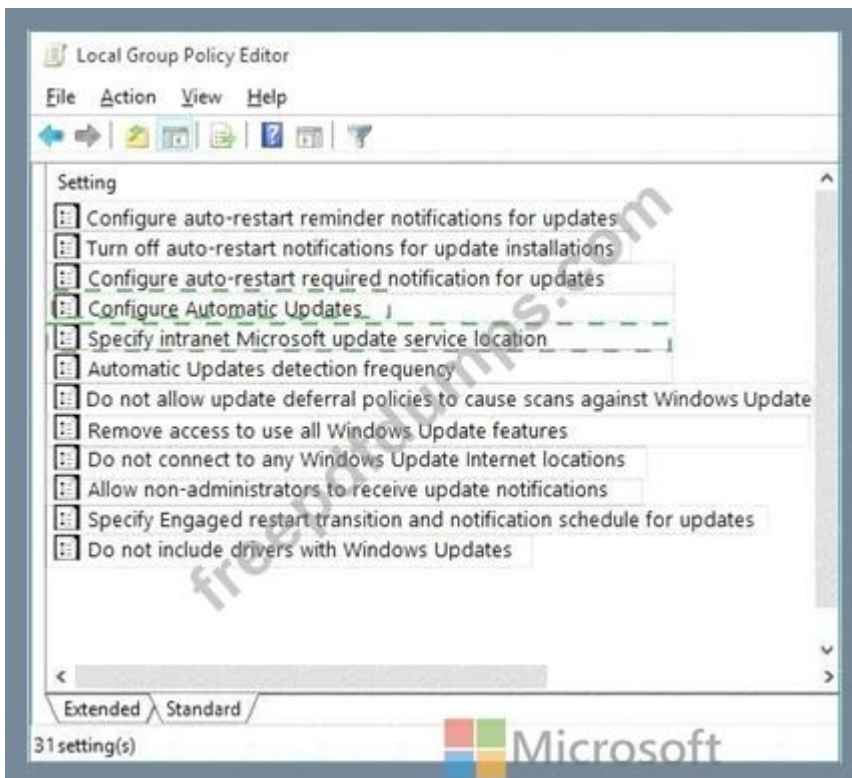 Local Group Policy Editor
File Action View Help
Setting
Configure auto-restart reminder notifications for updates
Turn off auto-restart notifications for update installations
Configure auto-restart required notification for updates
Configure Automatic Updates
Specify intranet Microsoft update service location
Automatic Updates detection frequency
Do not allow update deferral policies to cause scans against Windows Update
Remove access to use all Windows Update features
Do not connect to any Windows Update Internet locations
Allow non-administrators to receive update notifications
Specify Engaged restart transition and notification schedule for updates
Do not include drivers with Windows Updates
freepdfdumps.com
Extended Standard
31 setting(s)
Microsoft